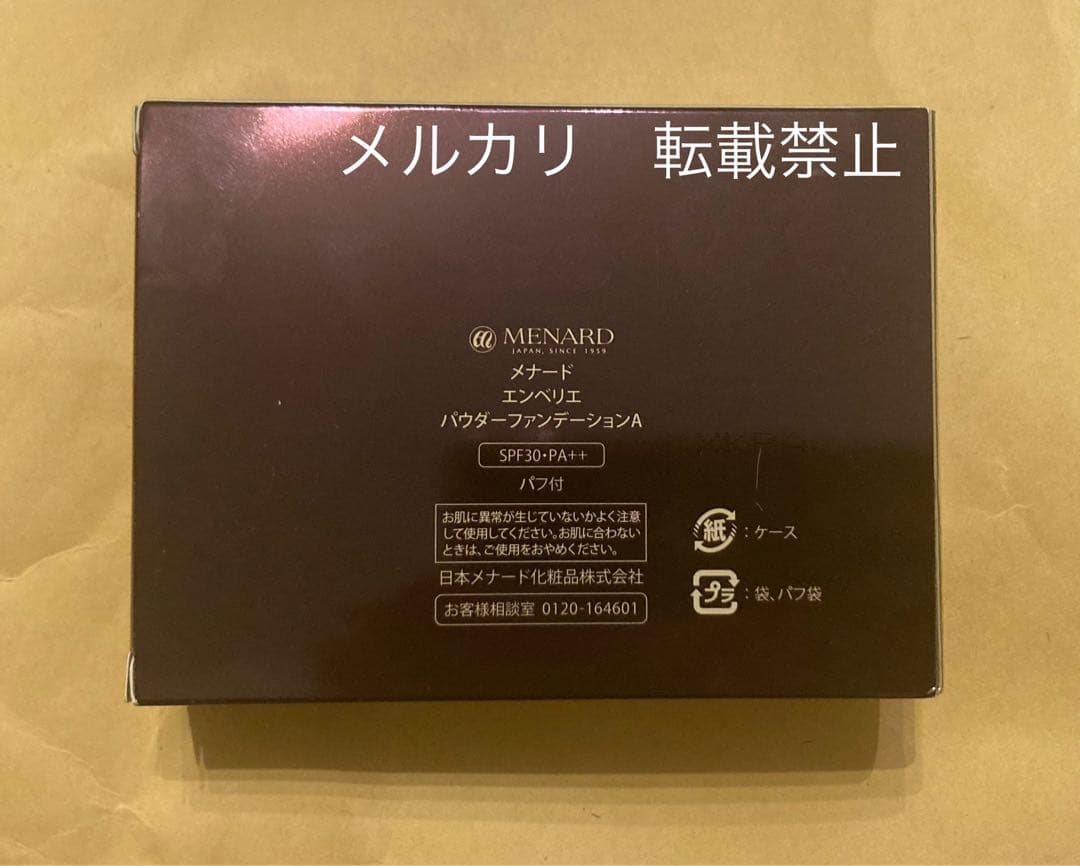 メルカリ　転載禁止
MENARD
JAPAN, SINCE 1959
メナード
エンベリエ
パウダーファンデーションA
SPF30・PA++
パフ付
お肌に異常が生じていないかよく注意
して使用してください。お肌に合わない
ときは、ご使用をおやめください。
日本メナード化粧品株式会社
お客様相談室 0120-164601
紙：ケース
プラ：袋、パフ袋